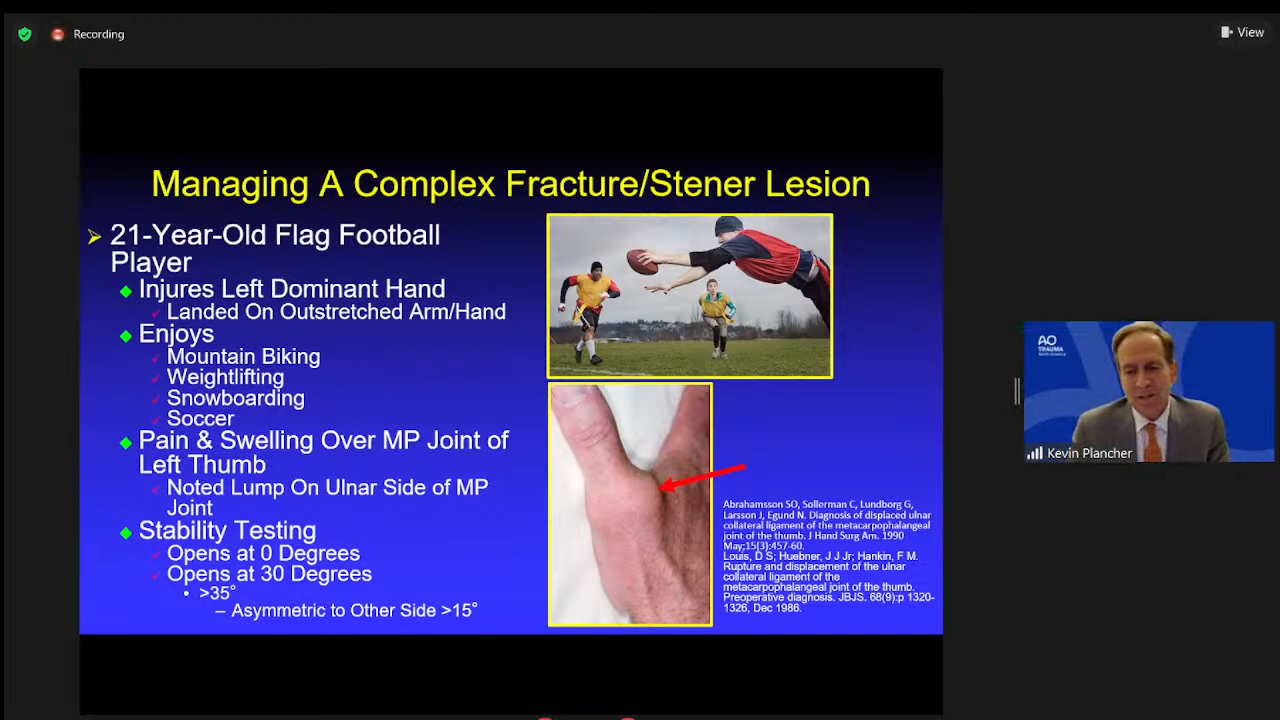 Recording
View
Managing A Complex Fracture/Stener Lesion
21-Year-Old Flag Football
Player
Injures Left Dominant Hand
Landed On Outstretched Arm/Hand
Enjoys
Mountain Biking
Weightlifting
Snowboarding
Soccer
Pain & Swelling Over MP Joint of
Left Thumb
Noted Lump On Ulnar Side of MP
Joint
Stability Testing
Opens at 0 Degrees
Opens at 30 Degrees
• >35°
– Asymmetric to Other Side >15°
Abrahamsson SO, Sollerman C, Lundborg G,
Larsson J, Egund N. Diagnosis of displaced ulnar
collateral ligament of the metacarpophalangeal
joint of the thumb. J Hand Surg Am. 1990
May;15(3):457-60.
Louis, D S; Huebner, J J Jr; Hankin, F M.
Rupture and displacement of the ulnar
collateral ligament of the
metacarpophalangeal joint of the thumb.
Preoperative diagnosis. JBJS. 68(9):p 1320-
1326, Dec 1986.
AO
TRAUMA
North America
Kevin Plancher